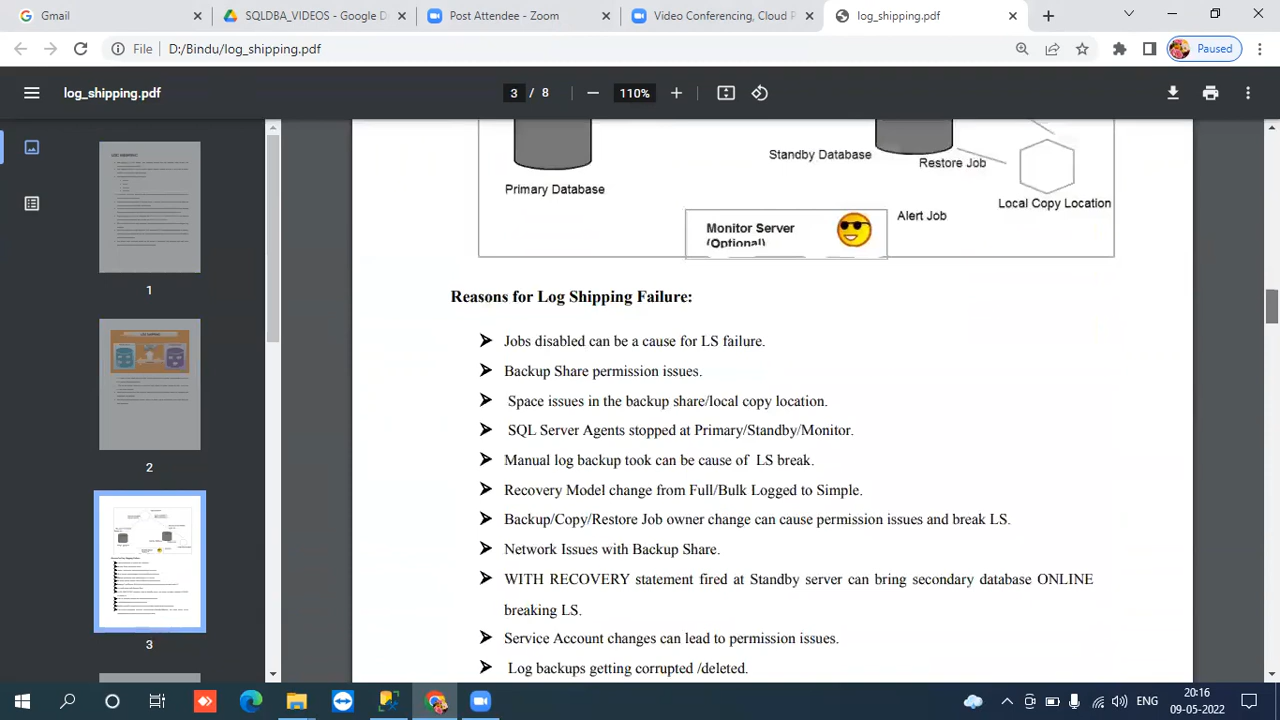 Gmail
SQLDBA_VIDEOS - Google D
Post Attendee - Zoom
Video Conferencing, Cloud P
log_shipping.pdf
File
D:/Bindu/log_shipping.pdf
Paused
log_shipping.pdf
3 / 8
110%
1
2
3
Standby Database
Restore Job
Primary Database
Local Copy Location
Alert Job
Monitor Server
(Optional)
Reasons for Log Shipping Failure:
Jobs disabled can be a cause for LS failure.
Backup Share permission issues.
Space issues in the backup share/local copy location.
SQL Server Agents stopped at Primary/Standby/Monitor.
Manual log backup took can be cause of LS break.
Recovery Model change from Full/Bulk Logged to Simple.
Backup/Copy/Restore Job owner change can cause permission issues and break LS.
Network Issues with Backup Share.
WITH RECOVERY statement fired at Standby server can bring secondary database ONLINE
breaking LS.
Service Account changes can lead to permission issues.
Log backups getting corrupted /deleted.
ENG
20:16
09-05-2022